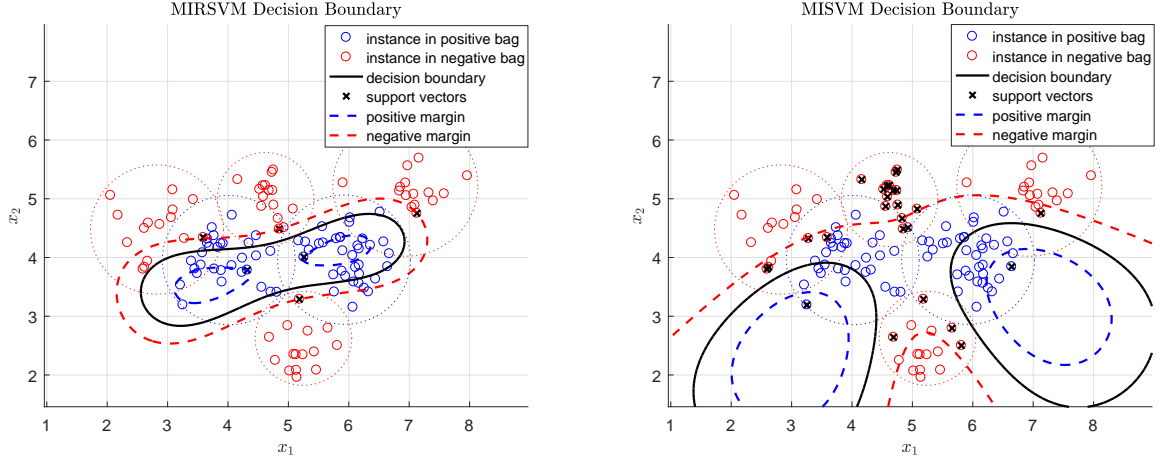 MIRSVM Decision Boundary
instance in positive bag
instance in negative bag
decision boundary
support vectors
positive margin
negative margin
7
6
5
4
3
2
x2
1 2 3 4 5 6 7 8
x1
MISVM Decision Boundary
instance in positive bag
instance in negative bag
decision boundary
support vectors
positive margin
negative margin
7
6
5
4
3
2
x2
1 2 3 4 5 6 7 8
x1